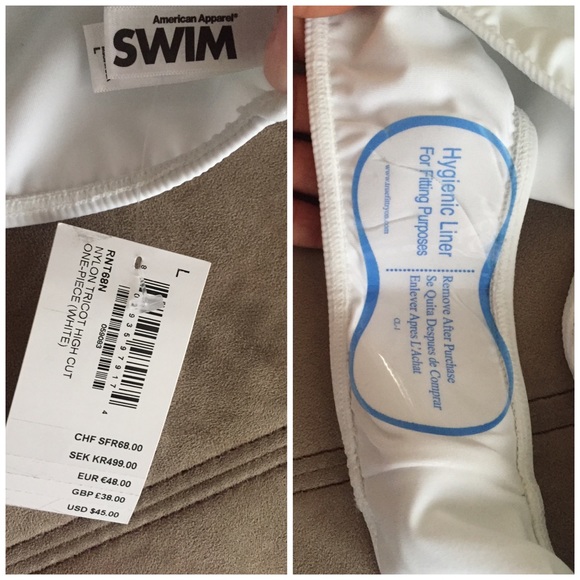 American Apparel®
SWIM
L
L
RNT68N
NYLON TRICOT HIGH CUT
ONE-PIECE (WHITE)
CHF SFR68.00
SEK KR499.00
EUR €48.00
GBP £38.00
USD $45.00
Hygienic Liner
For Fitting Purposes
Remove After Purchase
Se Quita Despues de Comprar
Enlever Apres L'Achat
CL-1